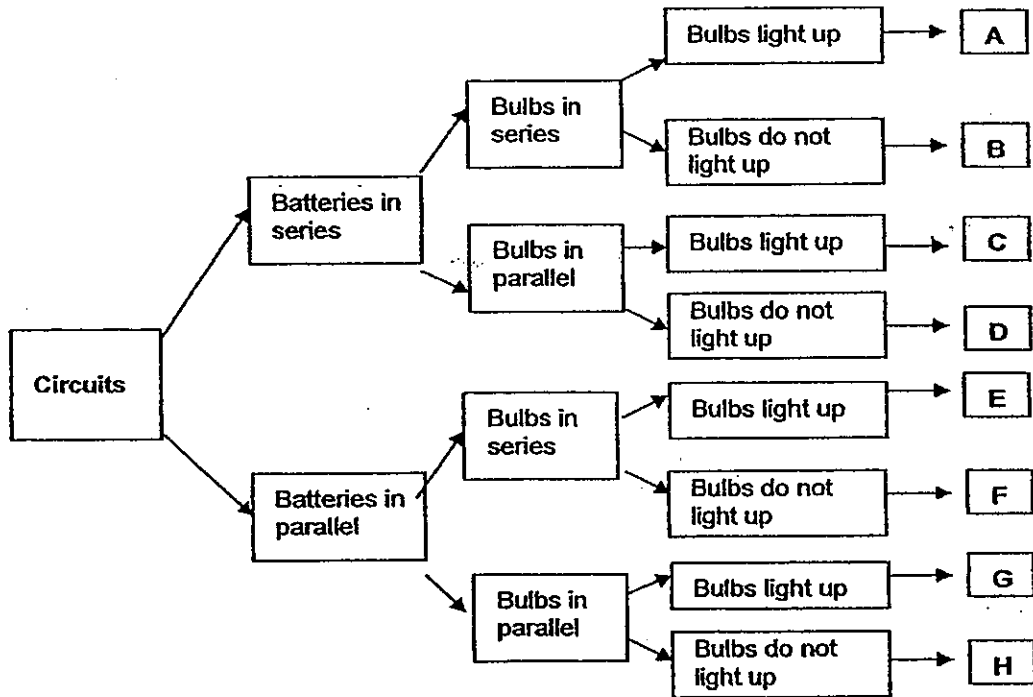 Bulbs light up
A
Bulbs in
series
Bulbs do not
light up
B
Batteries in
series
Bulbs in
parallel
Bulbs light up
C
Bulbs do not
light up
D
Circuits
Bulbs in
series
Bulbs light up
E
Bulbs do not
light up
F
Batteries in
parallel
Bulbs in
parallel
Bulbs light up
G
Bulbs do not
light up
H